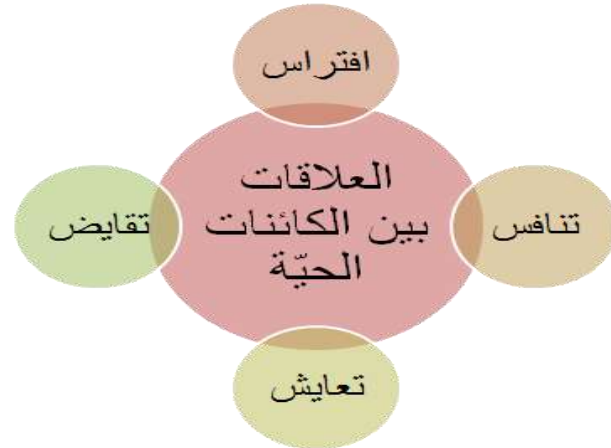 افتراس
العلاقات
بين الكائنات
الحيّة
تنافس
تقايض
تعايش